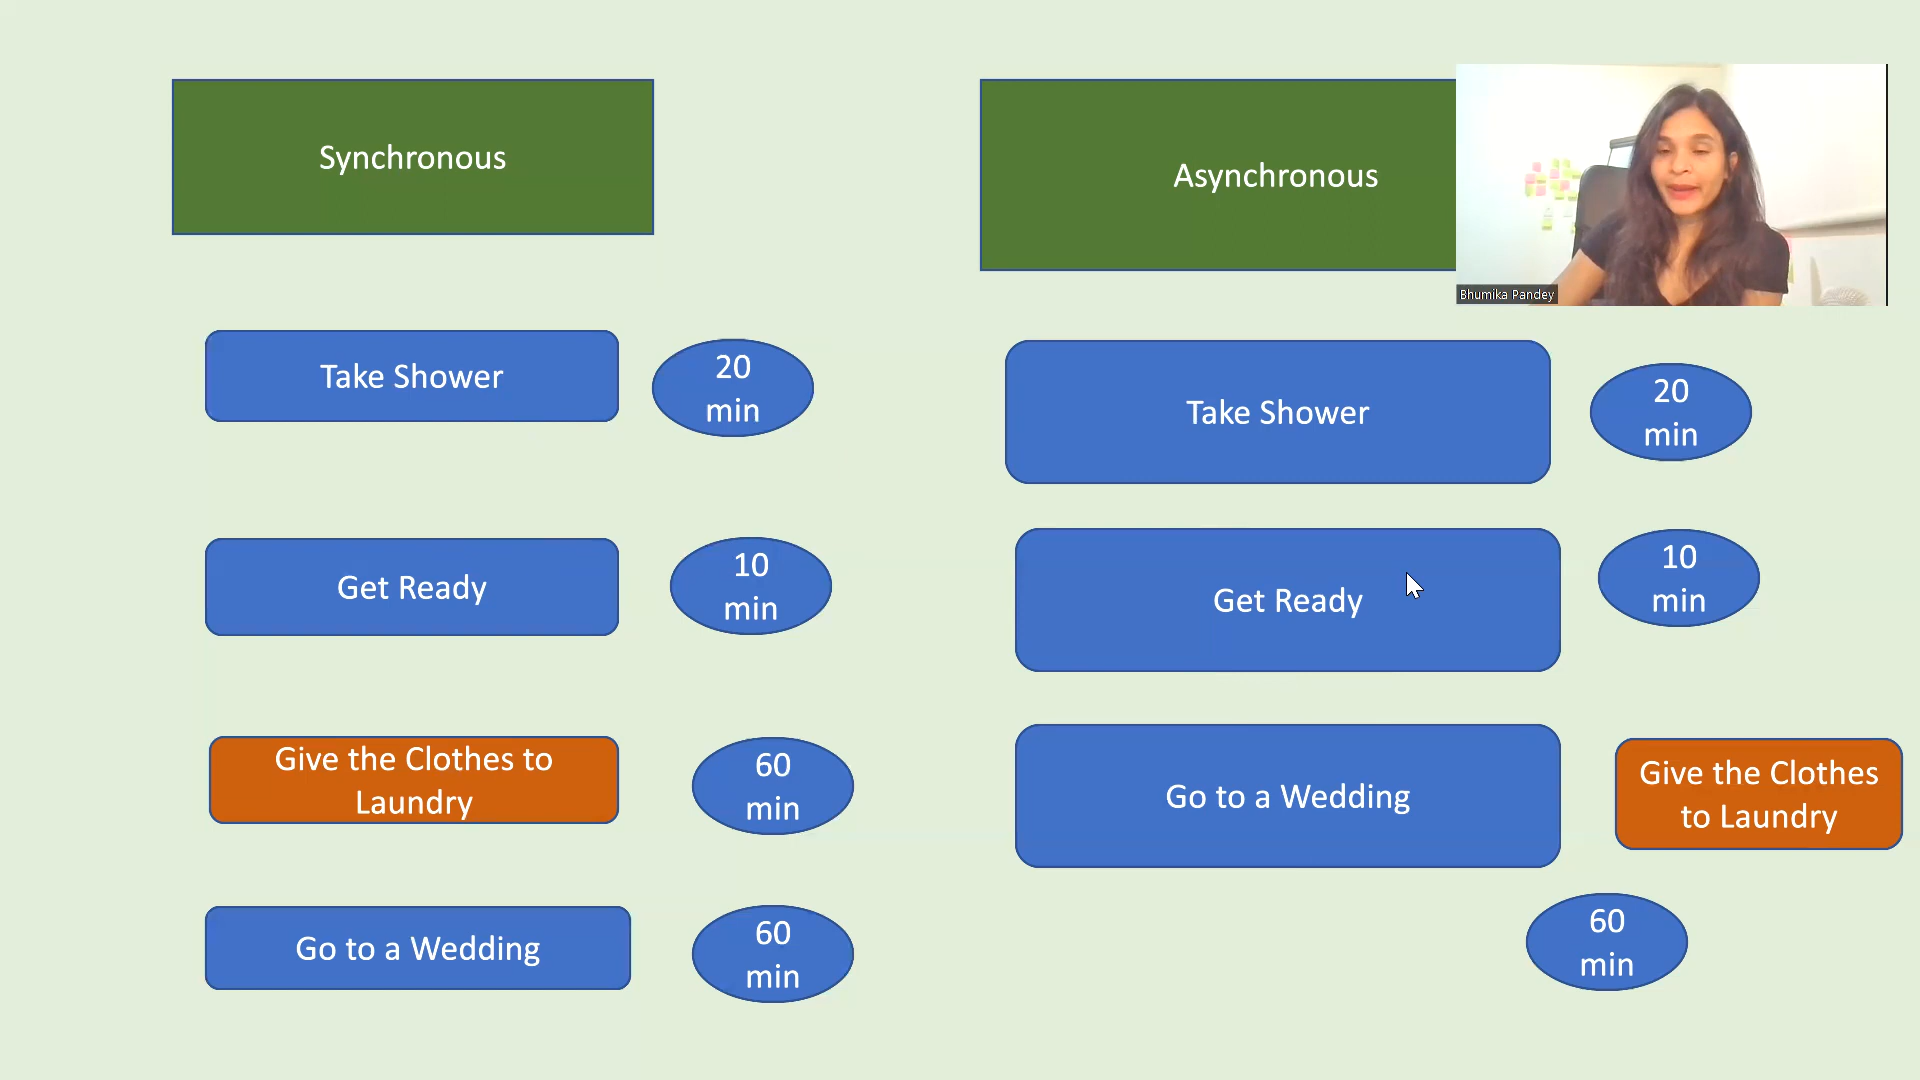 Synchronous
Asynchronous
Bhumika Pandey
Take Shower
20
min
Take Shower
20
min
Get Ready
10
min
Get Ready
10
min
Give the Clothes to
Laundry
60
min
Go to a Wedding
Give the Clothes
to Laundry
Go to a Wedding
60
min
60
min